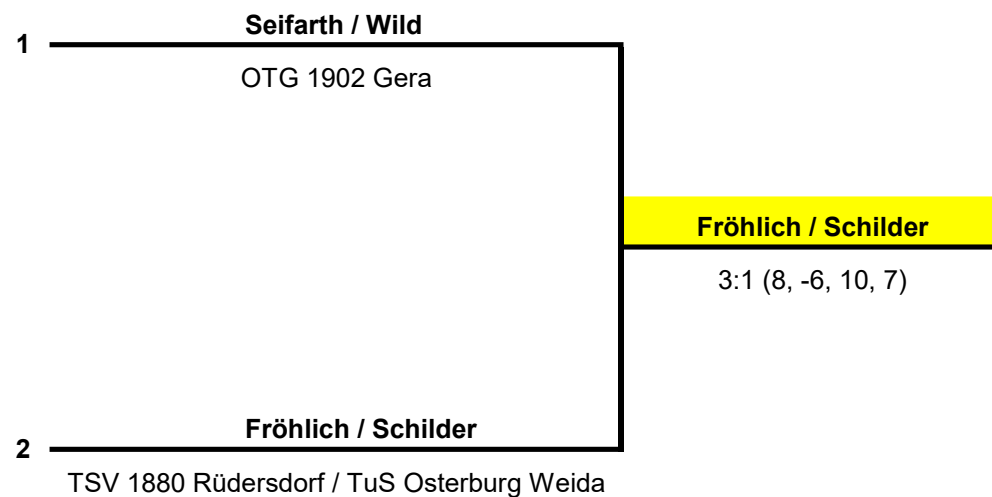 Seifarth / Wild
1
OTG 1902 Gera
Fröhlich / Schilder
3:1 (8, -6, 10, 7)
Fröhlich / Schilder
2
TSV 1880 Rüdersdorf / TuS Osterburg Weida